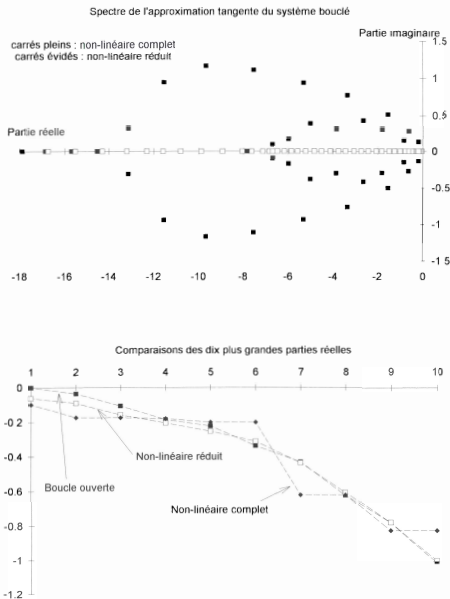 Spectre de l'approximation tangente du système bouclé
Partie imaginaire
carrés pleins : non-linéaire complet
carrés évidés : non-linéaire réduit
Partie réelle
1.5
1
0.5
0
-0.5
-1
-1 5
-18 -16 -14 -12 -10 -8 -6 -4 -2 0
Comparaisons des dix plus grandes parties réelles
1 2 3 4 5 6 7 8 9 10
0
-0.2
-0.4
-0.6
-0.8
-1
-1.2
Non-linéaire réduit
Boucle ouverte
Non-linéaire complet